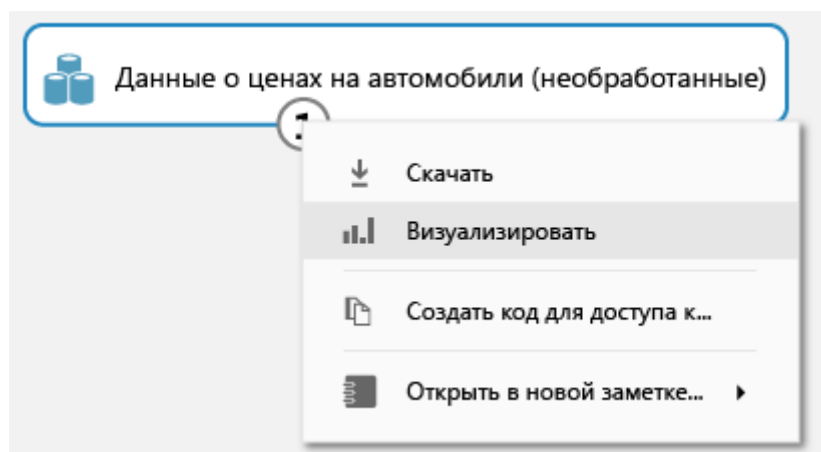 Данные о ценах на автомобили (необработанные)
1
Скачать
Визуализировать
Создать код для доступа к...
Открыть в новой заметке...